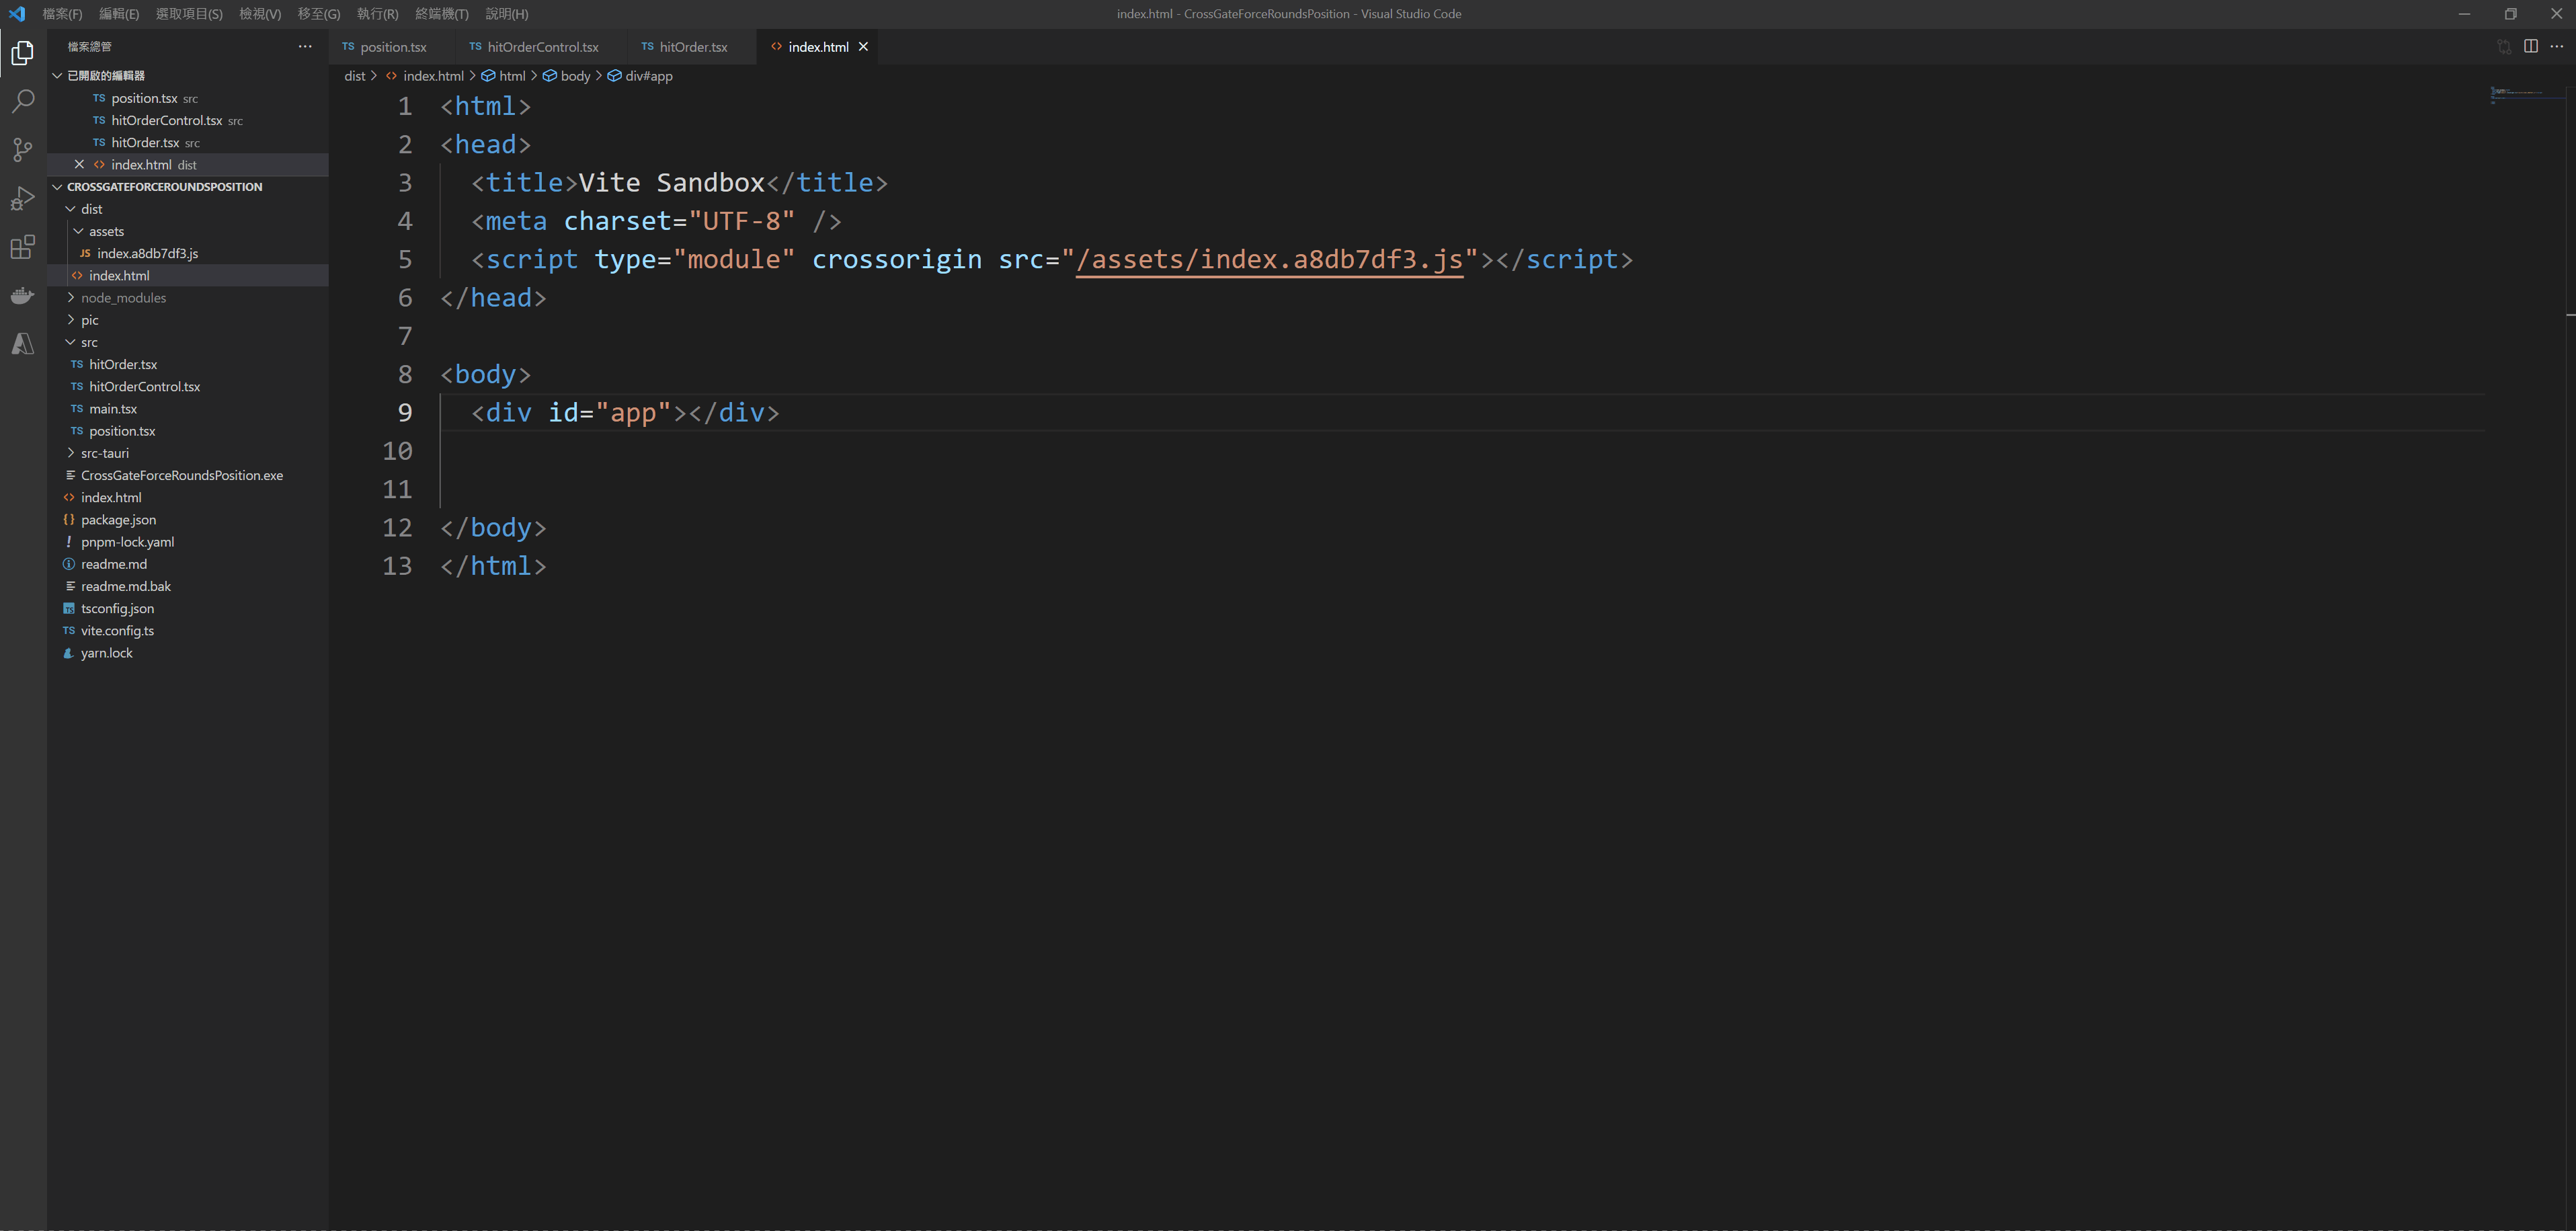 檔案(F) 編輯(E) 選取項目(S) 檢視(V) 移至(G) 執行(R) 終端機(T) 說明(H)
index.html - CrossGateForceRoundsPosition - Visual Studio Code
檔案總管
已開啟的編輯器
TS position.tsx src
TS hitOrderControl.tsx src
TS hitOrder.tsx src
index.html dist
CROSSGATEFORCEROUNDSPOSITION
dist
assets
JS index.a8db7df3.js
index.html
node_modules
pic
src
TS hitOrder.tsx
TS hitOrderControl.tsx
TS main.tsx
TS position.tsx
src-tauri
CrossGateForceRoundsPosition.exe
index.html
{} package.json
! pnpm-lock.yaml
readme.md
readme.md.bak
TS tsconfig.json
TS vite.config.ts
yarn.lock
TS position.tsx
TS hitOrderControl.tsx
TS hitOrder.tsx
<> index.html
dist > <> index.html > html > body > div#app
1 <html>
2 <head>
3 <title>Vite Sandbox</title>
4 <meta charset="UTF-8" />
5 <script type="module" crossorigin src="/assets/index.a8db7df3.js"></script>
6 </head>
7
8 <body>
9 <div id="app"></div>
10
11
12 </body>
13 </html>